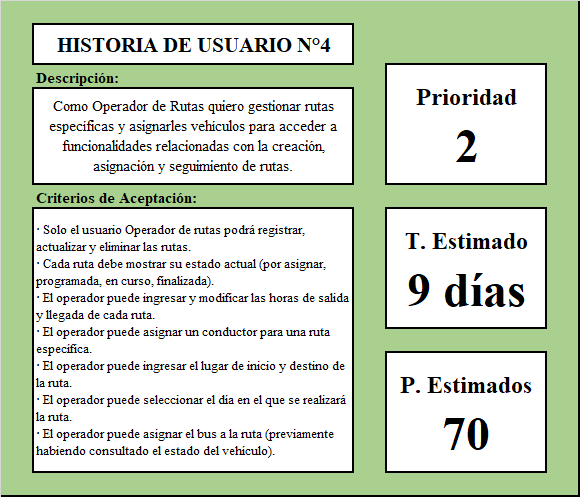 HISTORIA DE USUARIO N°4
Descripción:
Como Operador de Rutas quiero gestionar rutas
específicas y asignarles vehículos para acceder a
funcionalidades relacionadas con la creación,
asignación y seguimiento de rutas.
Criterios de Aceptación:
· Solo el usuario Operador de rutas podrá registrar,
actualizar y eliminar las rutas.
· Cada ruta debe mostrar su estado actual (por asignar,
programada, en curso, finalizada).
· El operador puede ingresar y modificar las horas de salida
y llegada de cada ruta.
· El operador puede asignar un conductor para una ruta
específica.
· El operador puede ingresar el lugar de inicio y destino de
la ruta.
· El operador puede seleccionar el día en el que se realizará
la ruta.
· El operador puede asignar el bus a la ruta (previamente
habiendo consultado el estado del vehículo).
Prioridad
2
T. Estimado
9 días
P. Estimados
70